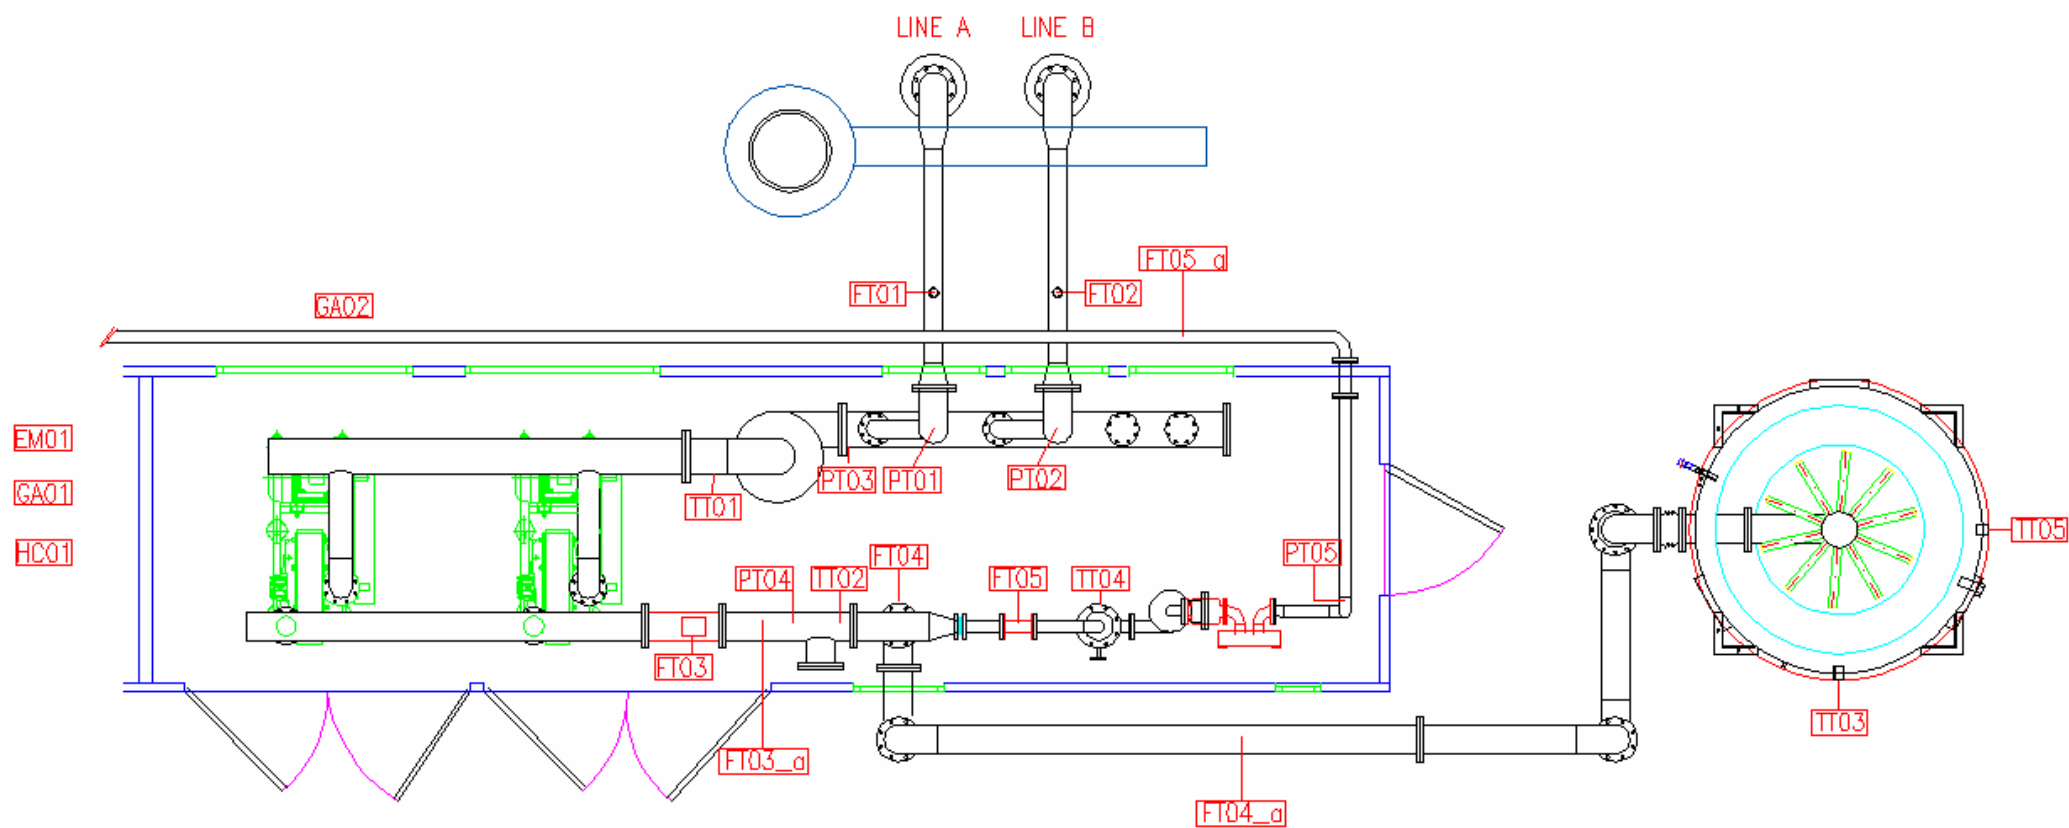 LINE A
LINE B
FT05_a
FT01
FT02
GA02
EM01
GA01
HC01
PT03
PT01
PT02
TT01
PT04
TT02
FT04
FT05
TT04
PT05
TT05
FT03
TT03
FT03_a
FT04_a